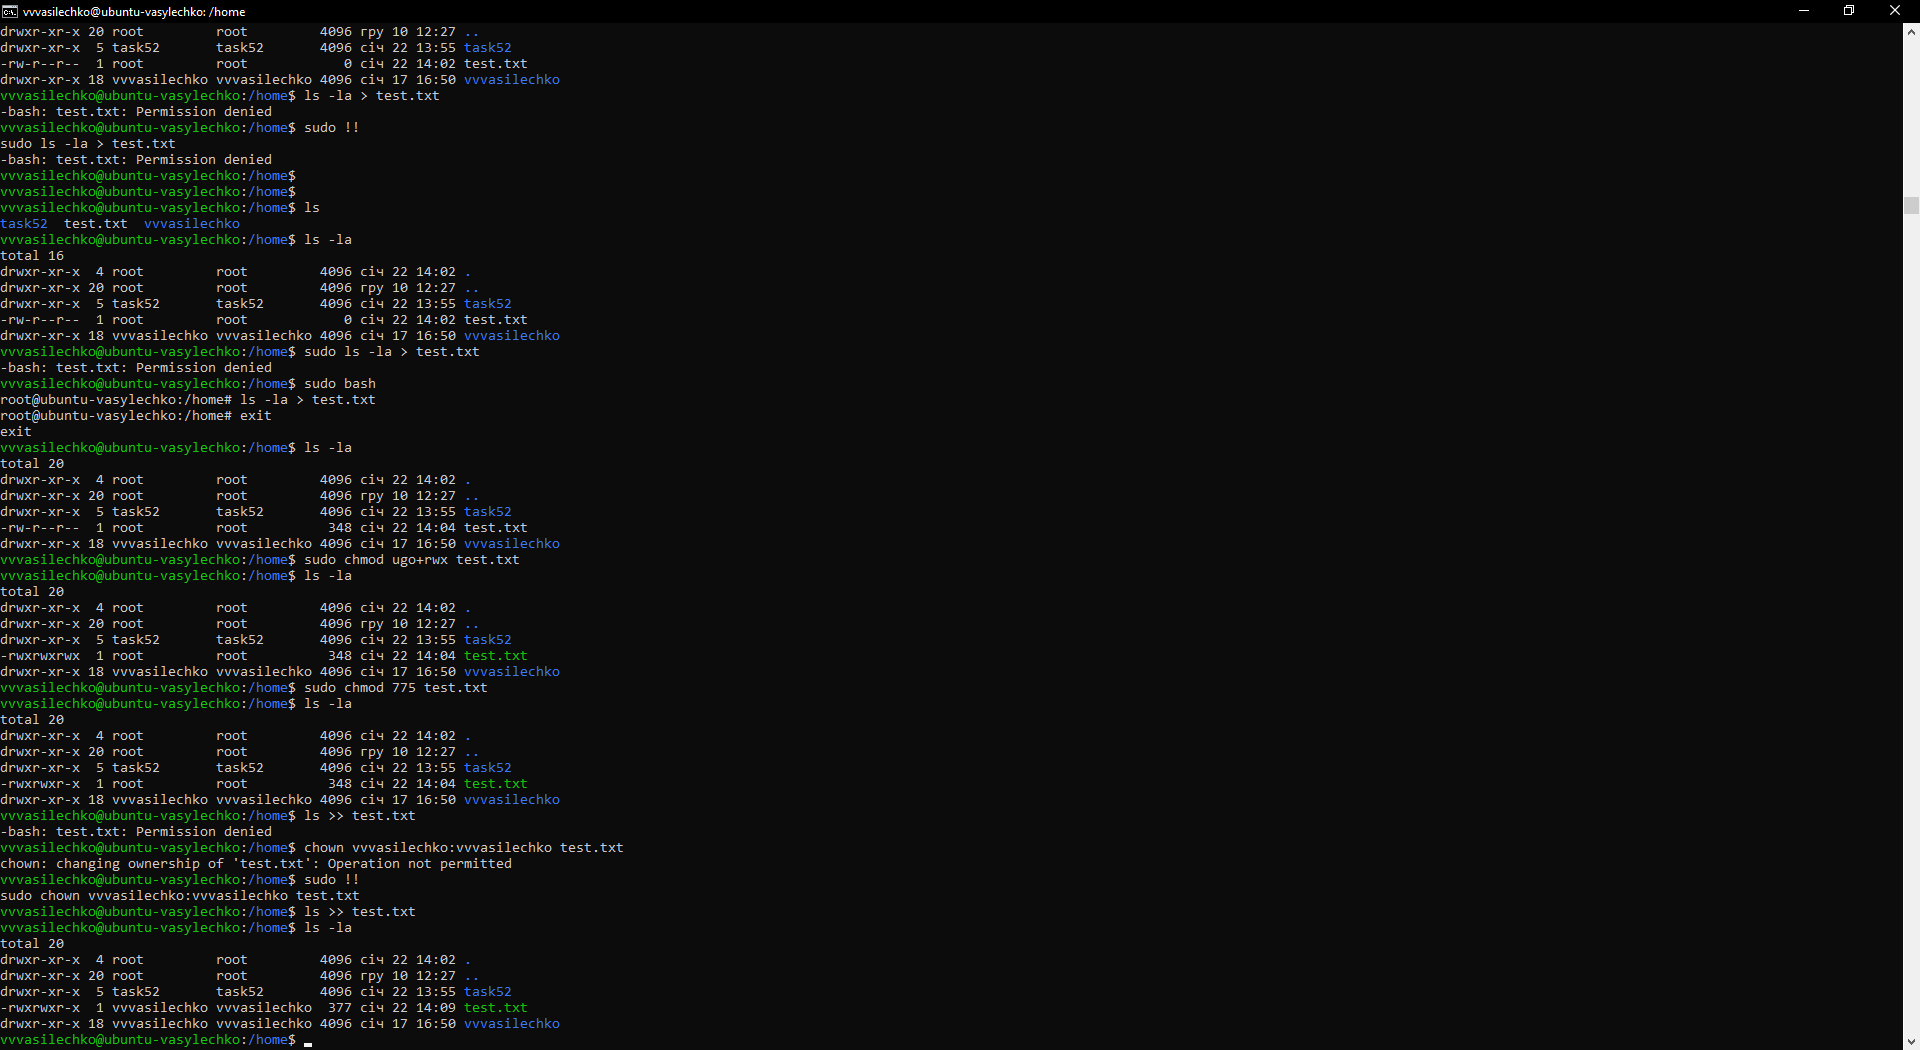 vvvasilechko@ubuntu-vasylechko: /home
drwxr-xr-x 20 root         root         4096 гру 10 12:27 ..
drwxr-xr-x  5 task52       task52       4096 січ 22 13:55 task52
-rw-r--r--  1 root         root            0 січ 22 14:02 test.txt
drwxr-xr-x 18 vvvasilechko vvvasilechko 4096 січ 17 16:50 vvvasilechko
vvvasilechko@ubuntu-vasylechko:/home$ ls -la > test.txt
-bash: test.txt: Permission denied
vvvasilechko@ubuntu-vasylechko:/home$ sudo !!
sudo ls -la > test.txt
-bash: test.txt: Permission denied
vvvasilechko@ubuntu-vasylechko:/home$
vvvasilechko@ubuntu-vasylechko:/home$
vvvasilechko@ubuntu-vasylechko:/home$ ls
task52  test.txt  vvvasilechko
vvvasilechko@ubuntu-vasylechko:/home$ ls -la
total 16
drwxr-xr-x  4 root         root         4096 січ 22 14:02 .
drwxr-xr-x 20 root         root         4096 гру 10 12:27 ..
drwxr-xr-x  5 task52       task52       4096 січ 22 13:55 task52
-rw-r--r--  1 root         root            0 січ 22 14:02 test.txt
drwxr-xr-x 18 vvvasilechko vvvasilechko 4096 січ 17 16:50 vvvasilechko
vvvasilechko@ubuntu-vasylechko:/home$ sudo ls -la > test.txt
-bash: test.txt: Permission denied
vvvasilechko@ubuntu-vasylechko:/home$ sudo bash
root@ubuntu-vasylechko:/home# ls -la > test.txt
root@ubuntu-vasylechko:/home# exit
exit
vvvasilechko@ubuntu-vasylechko:/home$ ls -la
total 20
drwxr-xr-x  4 root         root         4096 січ 22 14:02 .
drwxr-xr-x 20 root         root         4096 гру 10 12:27 ..
drwxr-xr-x  5 task52       task52       4096 січ 22 13:55 task52
-rw-r--r--  1 root         root          348 січ 22 14:04 test.txt
drwxr-xr-x 18 vvvasilechko vvvasilechko 4096 січ 17 16:50 vvvasilechko
vvvasilechko@ubuntu-vasylechko:/home$ sudo chmod ugo+rwx test.txt
vvvasilechko@ubuntu-vasylechko:/home$ ls -la
total 20
drwxr-xr-x  4 root         root         4096 січ 22 14:02 .
drwxr-xr-x 20 root         root         4096 гру 10 12:27 ..
drwxr-xr-x  5 task52       task52       4096 січ 22 13:55 task52
-rwxrwxrwx  1 root         root          348 січ 22 14:04 test.txt
drwxr-xr-x 18 vvvasilechko vvvasilechko 4096 січ 17 16:50 vvvasilechko
vvvasilechko@ubuntu-vasylechko:/home$ sudo chmod 775 test.txt
vvvasilechko@ubuntu-vasylechko:/home$ ls -la
total 20
drwxr-xr-x  4 root         root         4096 січ 22 14:02 .
drwxr-xr-x 20 root         root         4096 гру 10 12:27 ..
drwxr-xr-x  5 task52       task52       4096 січ 22 13:55 task52
-rwxrwxr-x  1 root         root          348 січ 22 14:04 test.txt
drwxr-xr-x 18 vvvasilechko vvvasilechko 4096 січ 17 16:50 vvvasilechko
vvvasilechko@ubuntu-vasylechko:/home$ ls >> test.txt
-bash: test.txt: Permission denied
vvvasilechko@ubuntu-vasylechko:/home$ chown vvvasilechko:vvvasilechko test.txt
chown: changing ownership of 'test.txt': Operation not permitted
vvvasilechko@ubuntu-vasylechko:/home$ sudo !!
sudo chown vvvasilechko:vvvasilechko test.txt
vvvasilechko@ubuntu-vasylechko:/home$ ls >> test.txt
vvvasilechko@ubuntu-vasylechko:/home$ ls -la
total 20
drwxr-xr-x  4 root         root         4096 січ 22 14:02 .
drwxr-xr-x 20 root         root         4096 гру 10 12:27 ..
drwxr-xr-x  5 task52       task52       4096 січ 22 13:55 task52
-rwxrwxr-x  1 vvvasilechko vvvasilechko  377 січ 22 14:09 test.txt
drwxr-xr-x 18 vvvasilechko vvvasilechko 4096 січ 17 16:50 vvvasilechko
vvvasilechko@ubuntu-vasylechko:/home$